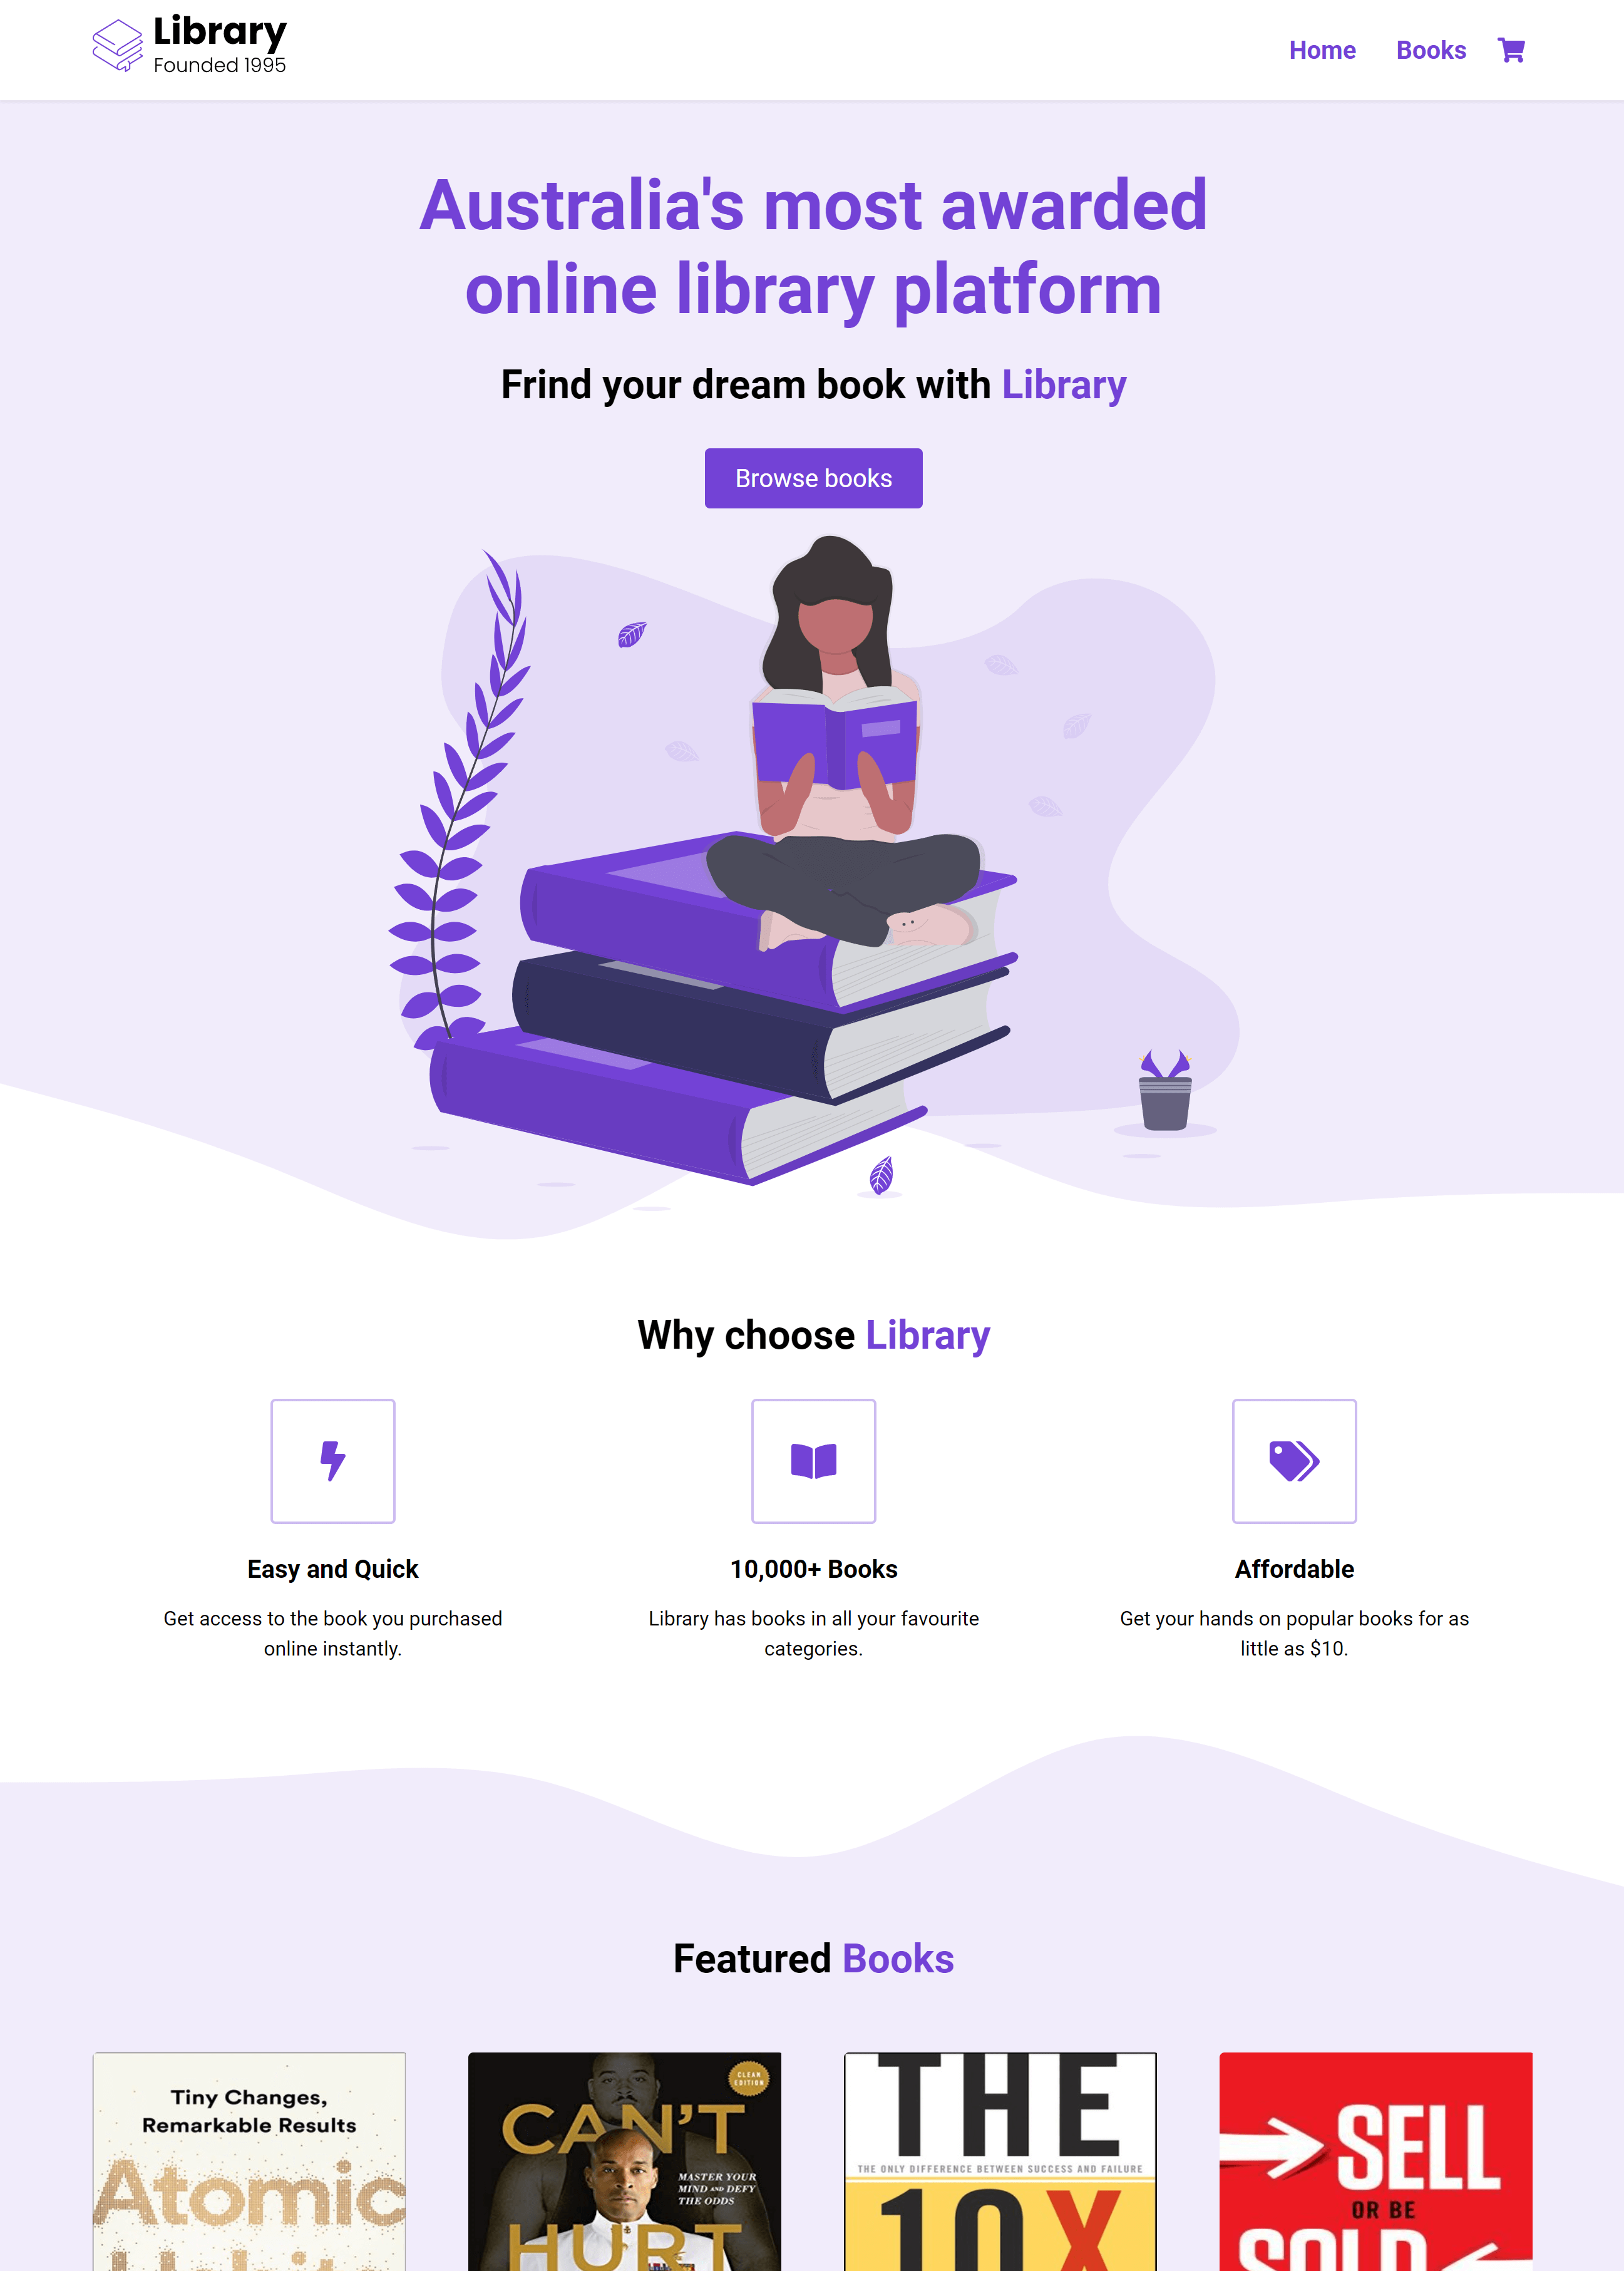 Library
Founded 1995
Home Books
Australia's most awarded
online library platform
Frind your dream book with Library
Browse books
Why choose Library
Easy and Quick
Get access to the book you purchased
online instantly.
10,000+ Books
Library has books in all your favourite
categories.
Affordable
Get your hands on popular books for as
little as $10.
Featured Books
Tiny Changes,
Remarkable Results
Atomic
CLEAR
EDITION
CAN'T
MASTER YOUR
MIND AND DEFY
THE ODDS
HURT
THE
THE ONLY DIFFERENCE BETWEEN SUCCESS AND FAILURE
10X
SELL
OR BE
SOLD